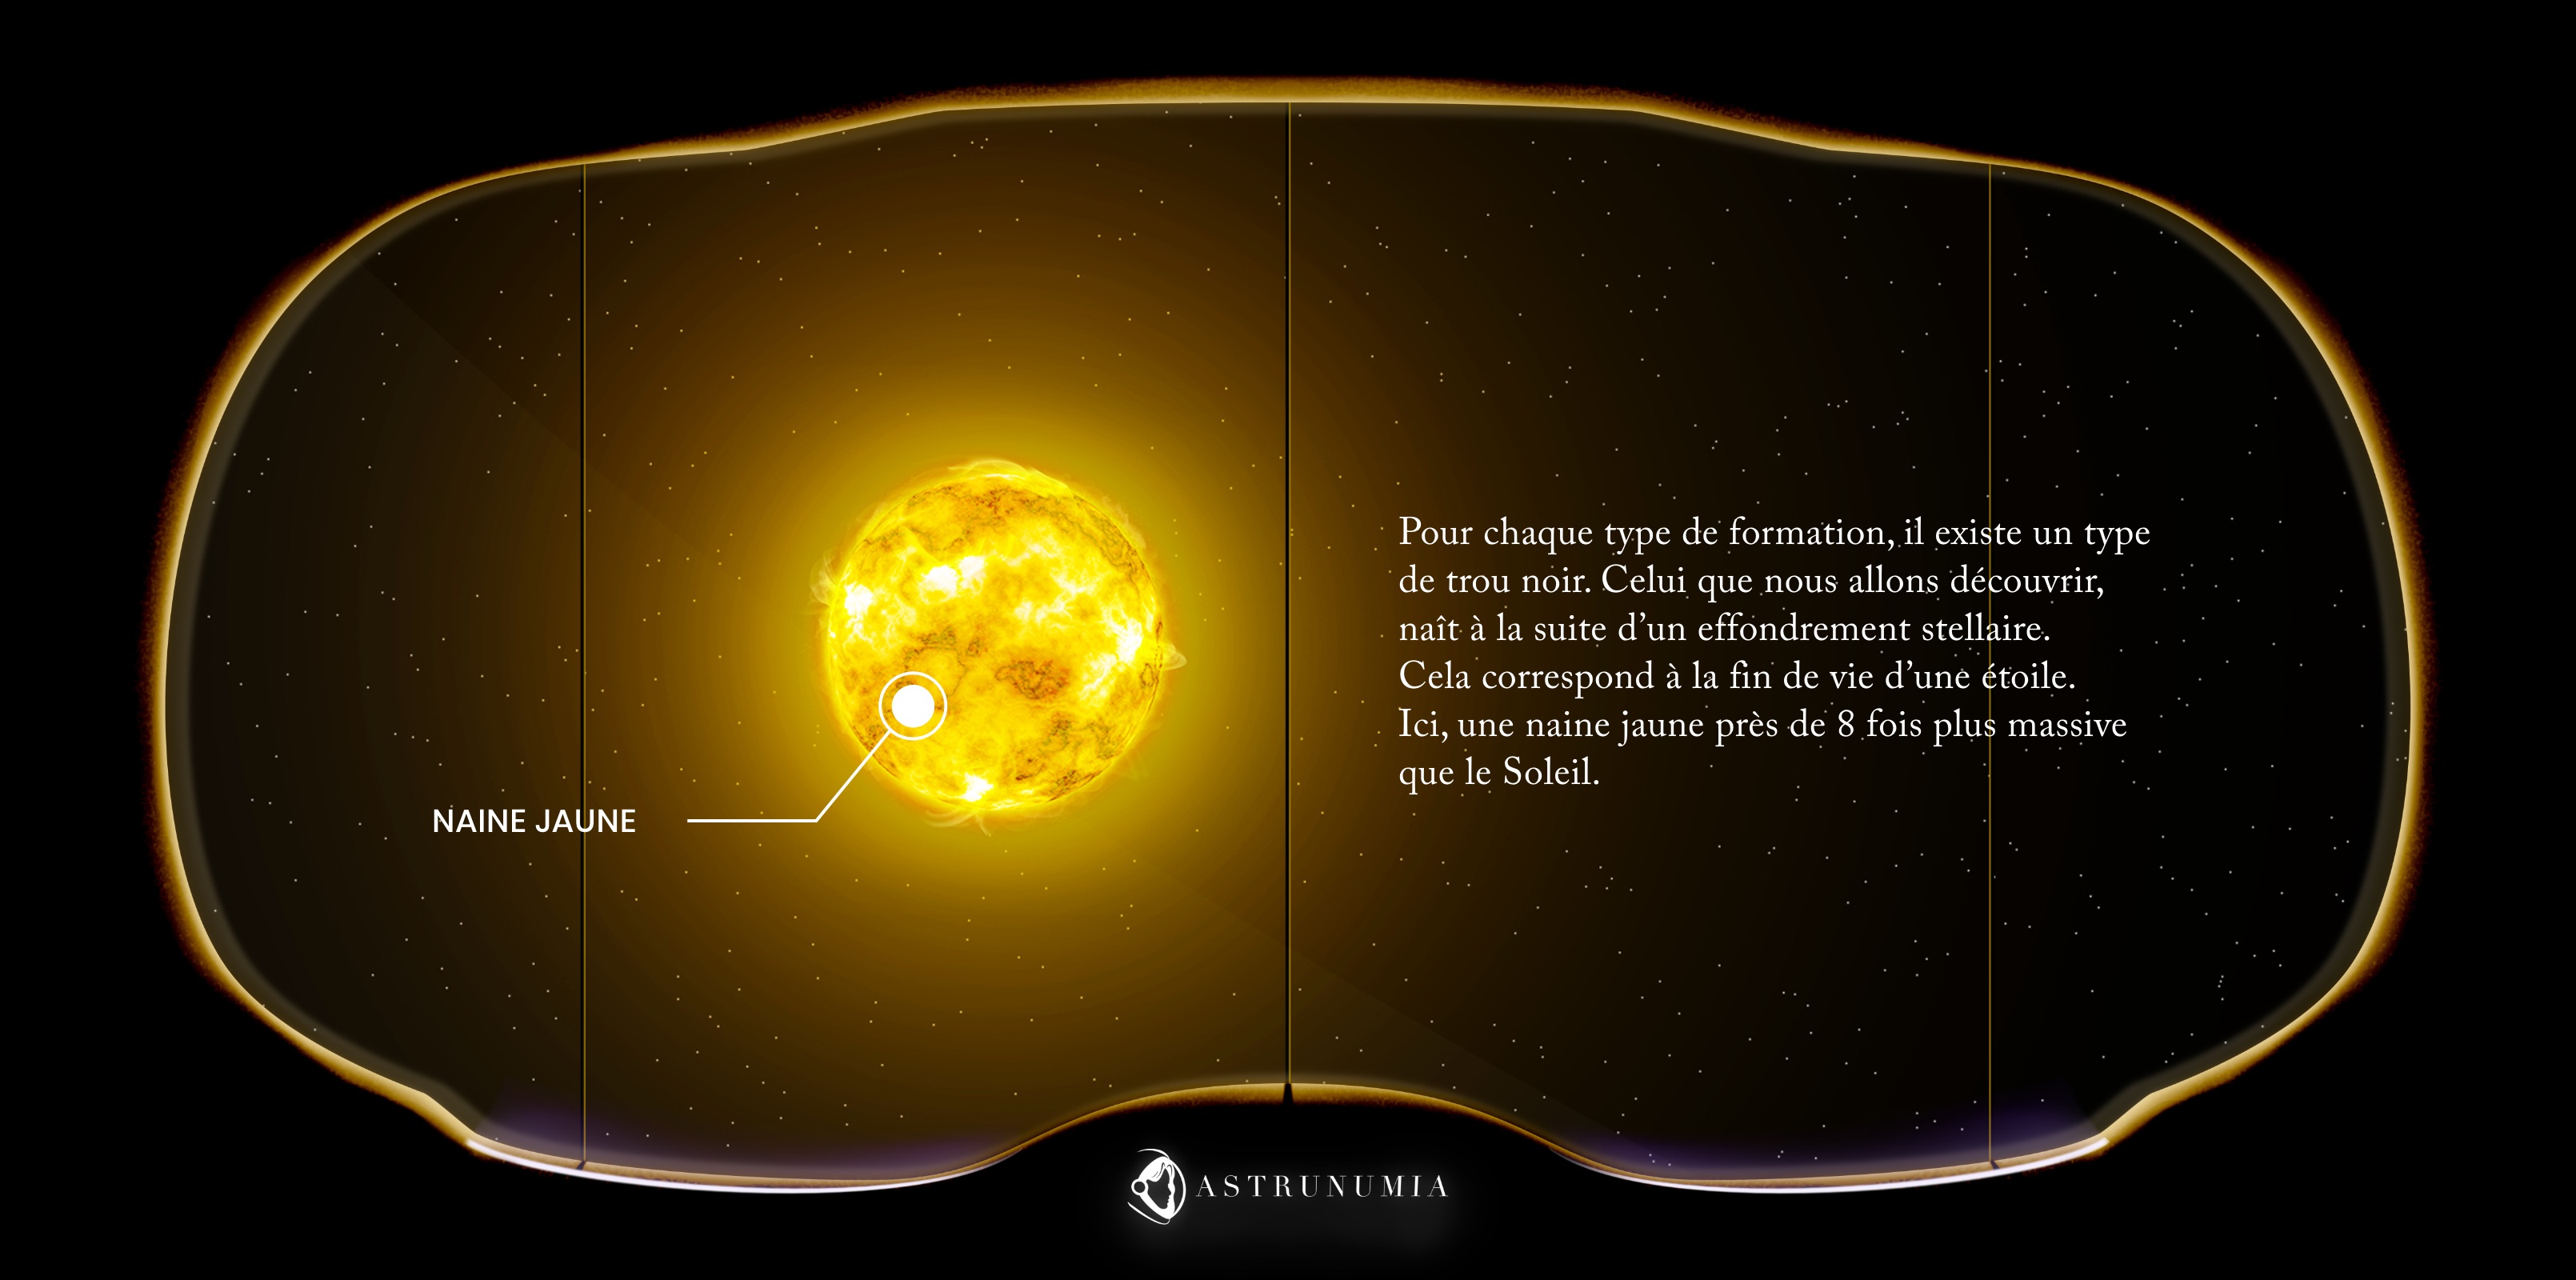 Pour chaque type de formation, il existe un type
de trou noir. Celui que nous allons découvrir,
naît à la suite d’un effondrement stellaire.
Cela correspond à la fin de vie d’une étoile.
Ici, une naine jaune près de 8 fois plus massive
que le Soleil.
NAINE JAUNE
ASTRUNUMIA